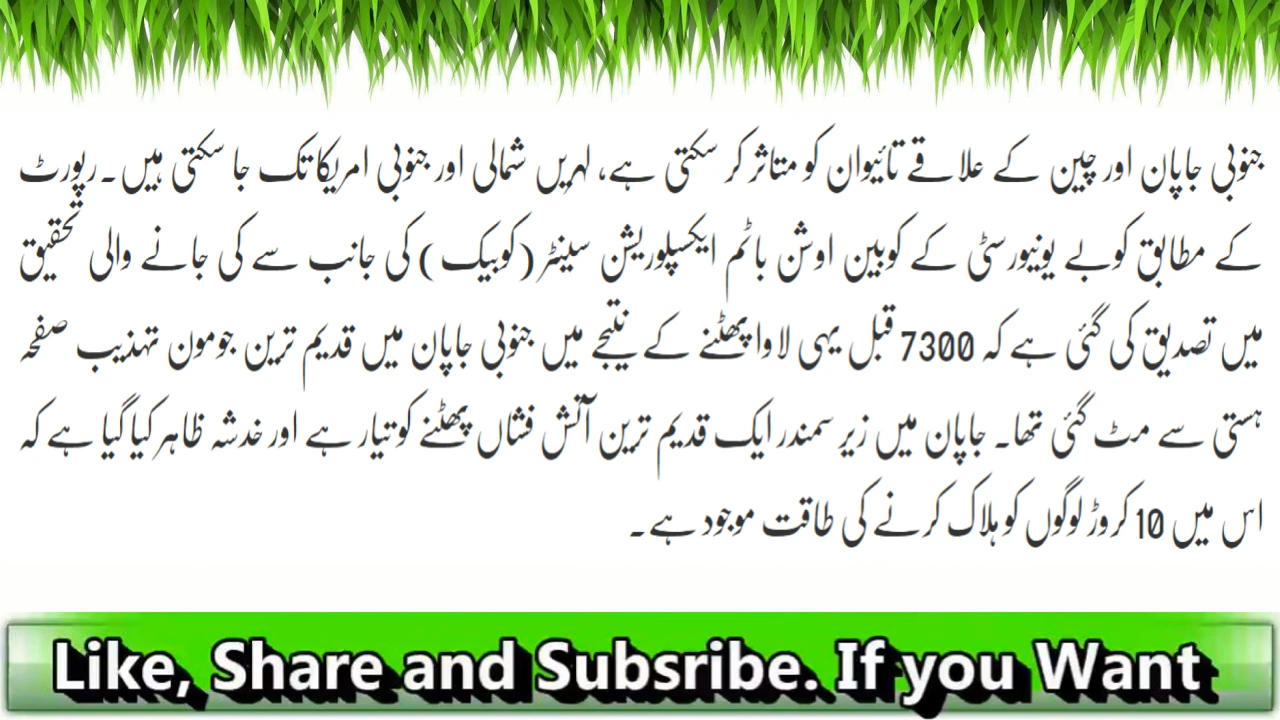 جنوبی جاپان اور چین کے علاقے تائیوان کو متاثر کر سکتی ہے، لہریں شمالی اور جنوبی امریکا تک جا سکتی ہیں۔رپورٹ
کے مطابق کوبے یونیورسٹی کے کوبین اوشن باٹم ایکسپلوریشن سینٹر (کوبیک) کی جانب سے کی جانے والی تحقیق
میں تصدیق کی گئی ہے کہ 7300 قبل یہی لاوا پھٹنے کے نتیجے میں جنوبی جاپان میں قدیم ترین جومون تہذیب صفحہ
ہستی سے مٹ گئی تھا۔ جاپان میں زیر سمندر ایک قدیم ترین آتش فشاں پھٹنے کو تیار ہے اور خدشہ ظاہر کیا گیا ہے کہ
اس میں 10 کروڑ لوگوں کو ہلاک کرنے کی طاقت موجود ہے۔
Like, Share and Subsribe. If you Want